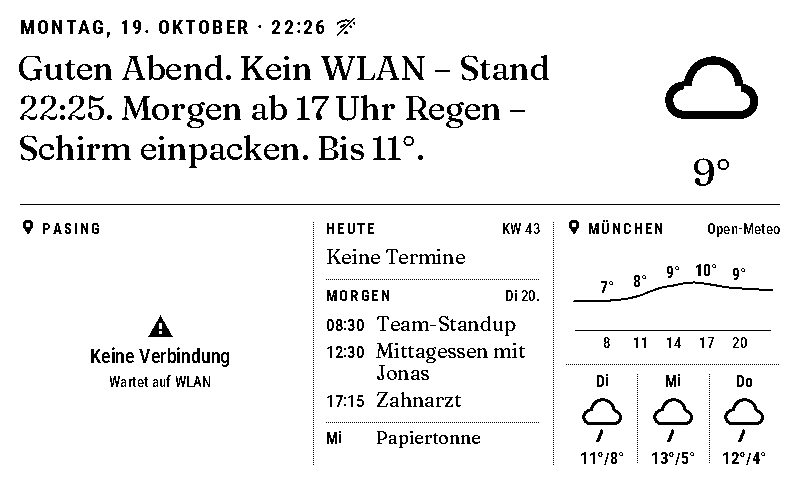 MONTAG, 19. OKTOBER · 22:26
Guten Abend. Kein WLAN – Stand
22:25. Morgen ab 17 Uhr Regen –
Schirm einpacken. Bis 11°.
9°
PASING
Keine Verbindung
Wartet auf WLAN
HEUTE KW 43
Keine Termine
MORGEN Di 20.
08:30 Team-Standup
12:30 Mittagessen mit
Jonas
17:15 Zahnarzt
Mi Papiertonne
MÜNCHEN Open-Meteo
7° 8° 9° 10° 9°
8 11 14 17 20
Di Mi Do
11°/8° 13°/5° 12°/4°